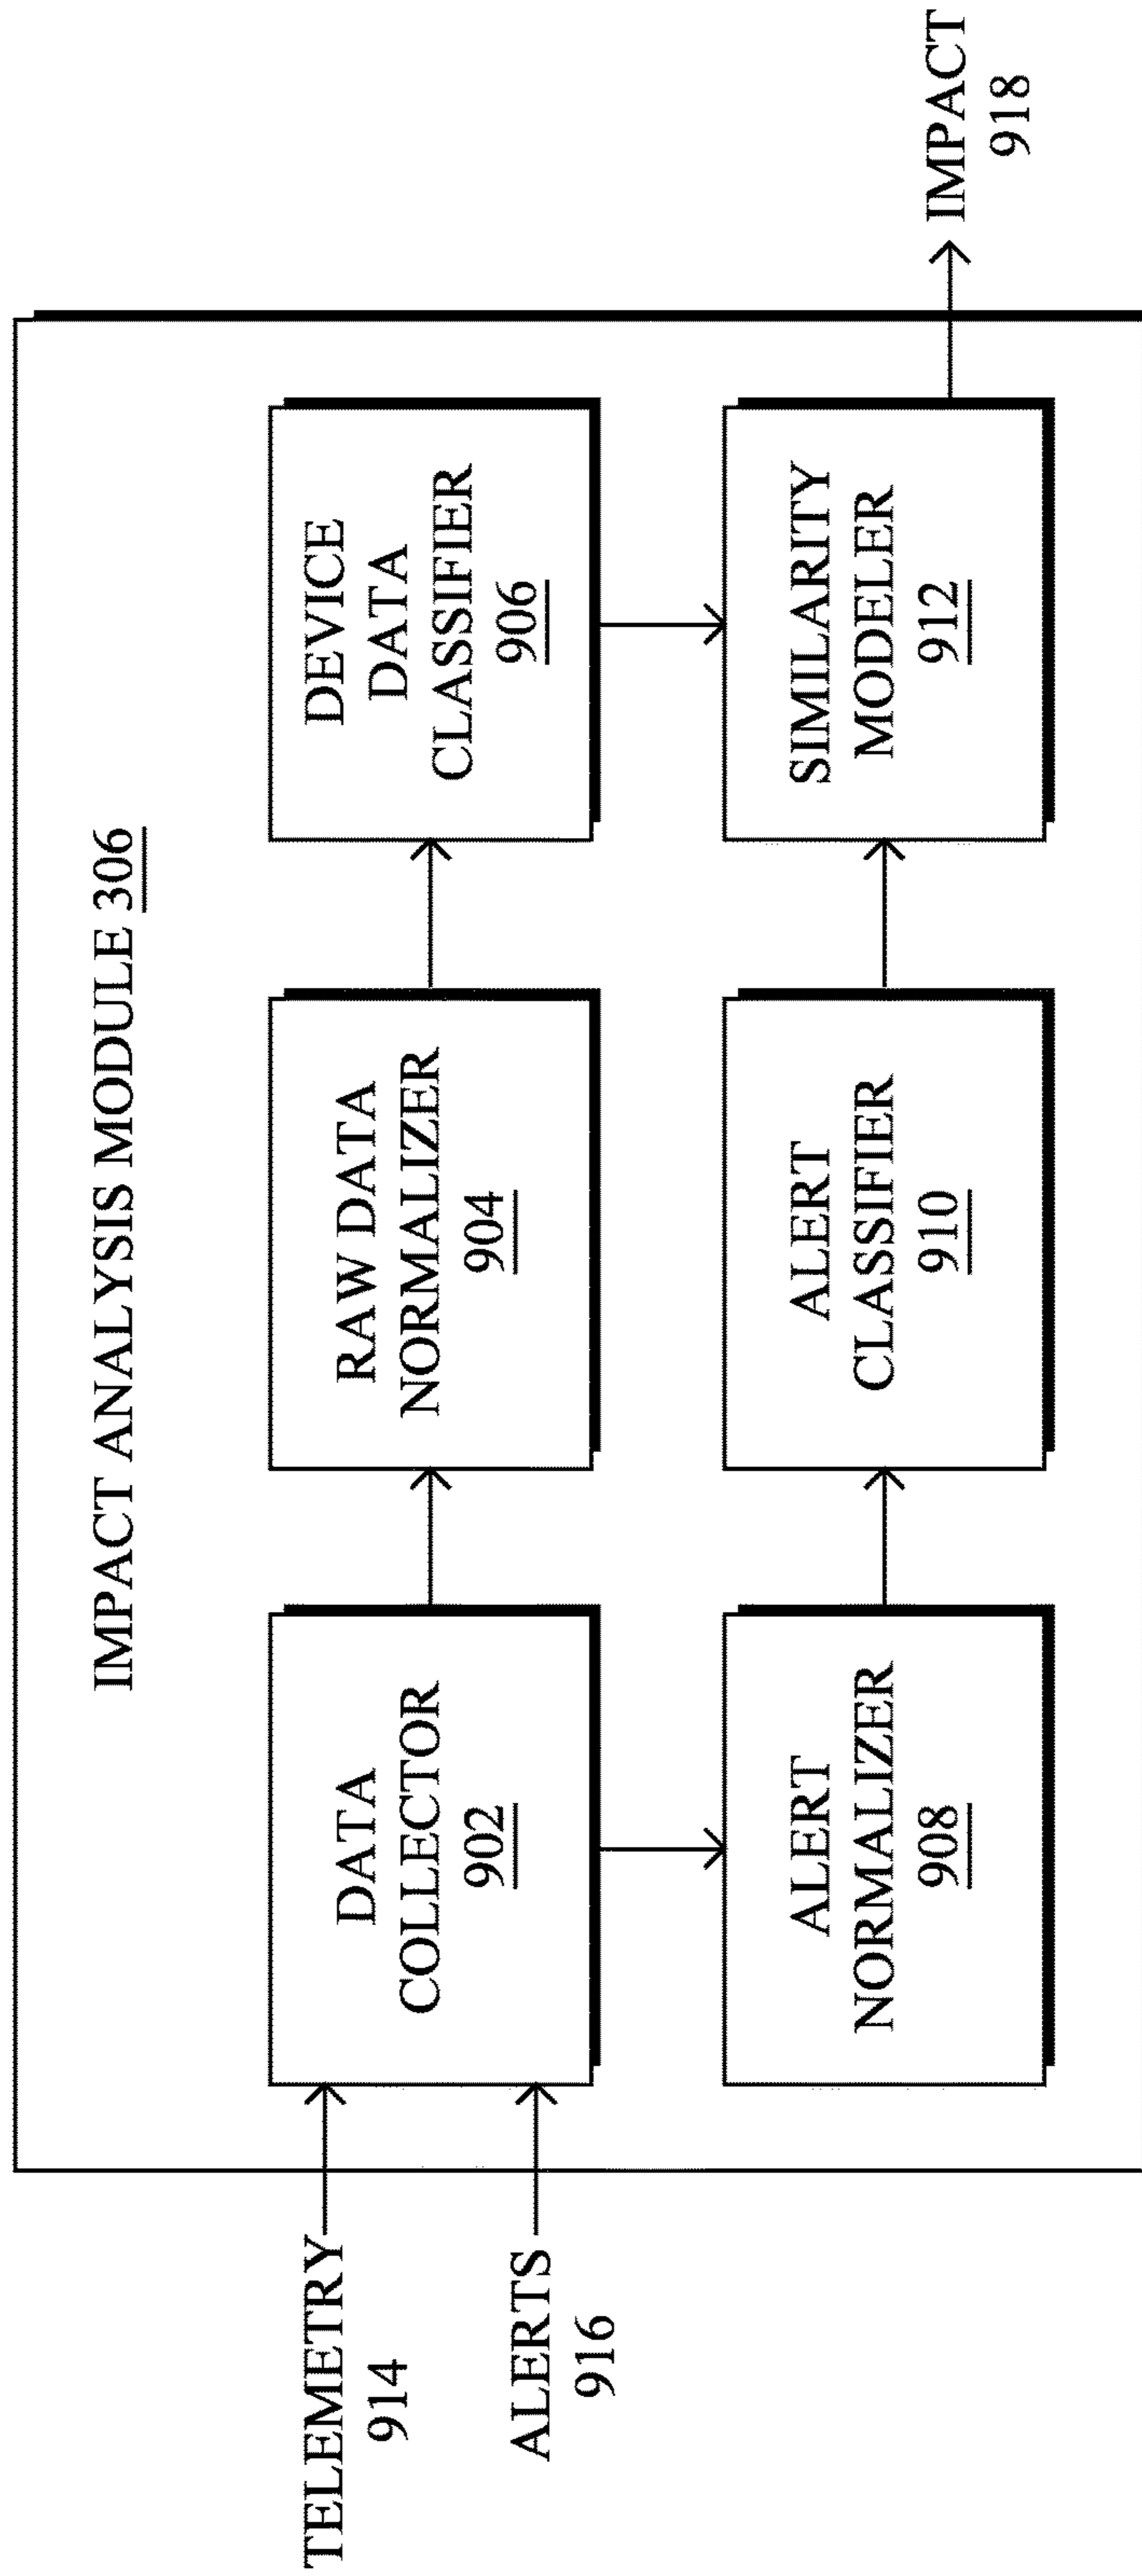 IMPACT ANALYSIS MODULE 306
TELEMETRY
914
ALERTS
916
DATA
COLLECTOR
902
RAW DATA
NORMALIZER
904
DEVICE
DATA
CLASSIFIER
906
ALERT
NORMALIZER
908
ALERT
CLASSIFIER
910
SIMILARITY
MODELER
912
IMPACT
918